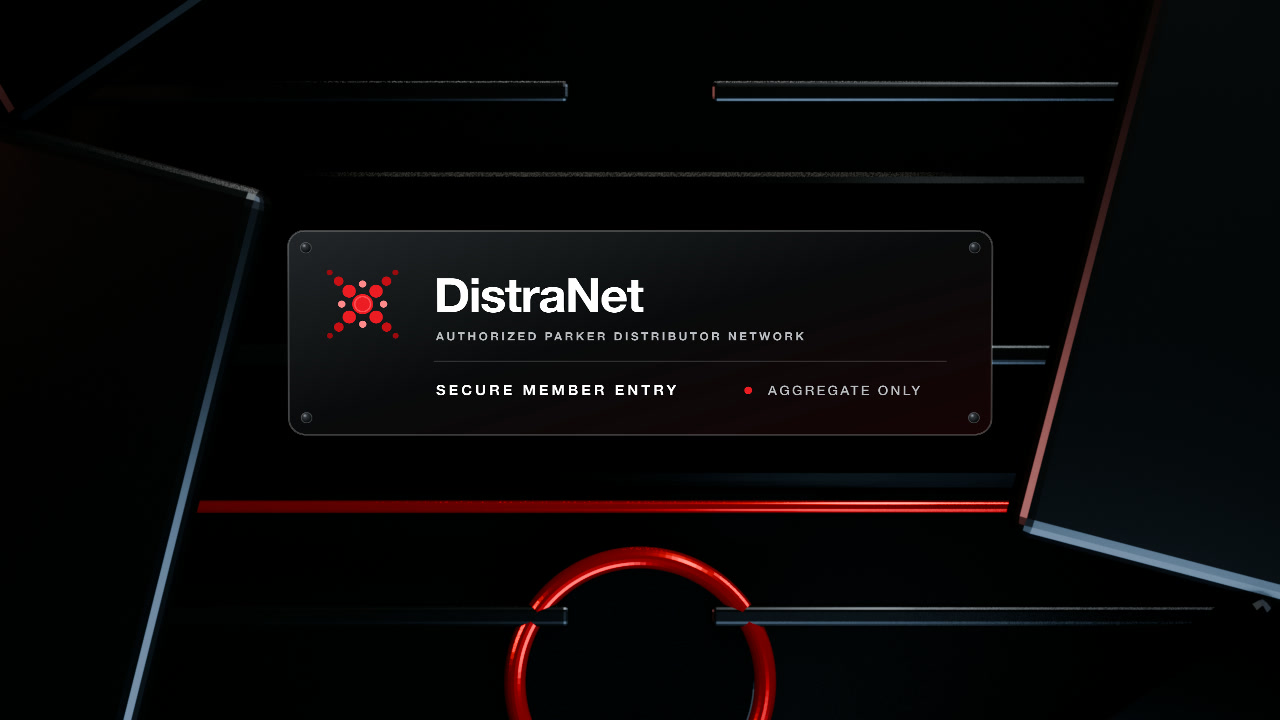 DistraNet
AUTHORIZED PARKER DISTRIBUTOR NETWORK
SECURE MEMBER ENTRY
AGGREGATE ONLY